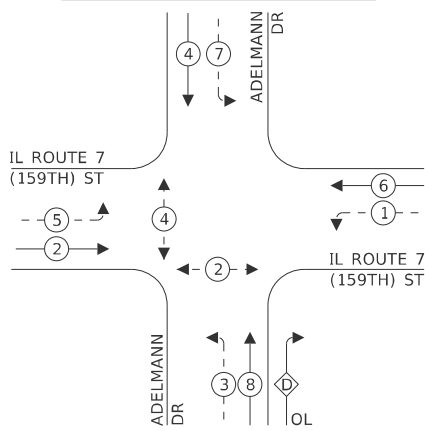 4
7
ADELMANN
DR
IL ROUTE 7
(159TH) ST
6
1
5
4
2
2
IL ROUTE 7
(159TH) ST
ADELMANN
DR
3
8
D
OL